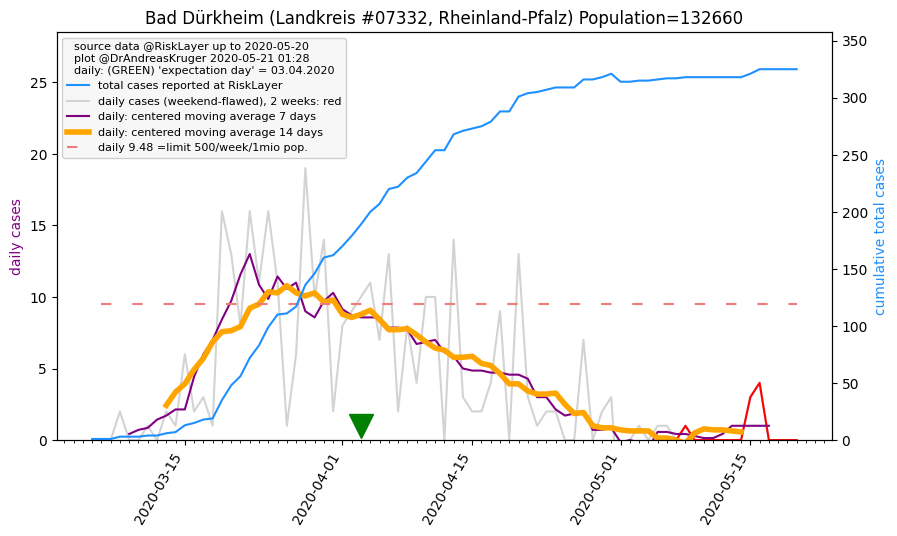 Bad Dürkheim (Landkreis #07332, Rheinland-Pfalz) Population=132660
source data @RiskLayer up to 2020-05-20
plot @DrAndreasKruger 2020-05-21 01:28
daily: (GREEN) 'expectation day' = 03.04.2020
total cases reported at RiskLayer
daily cases (weekend-flawed), 2 weeks: red
daily: centered moving average 7 days
daily: centered moving average 14 days
daily 9.48 =limit 500/week/1mio pop.
daily cases
25
20
15
10
5
0
cumulative total cases
350
300
250
200
150
100
50
0
2020-03-15
2020-04-01
2020-04-15
2020-05-01
2020-05-15